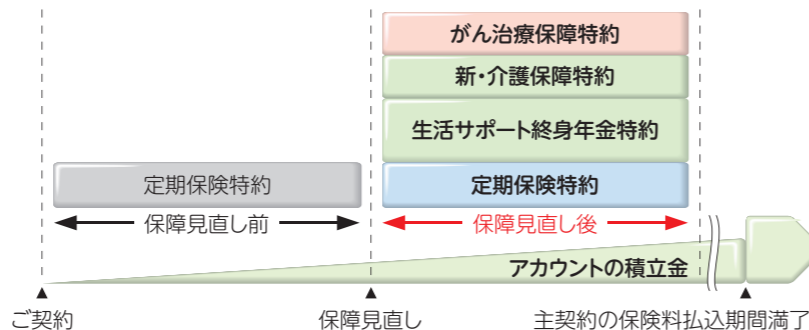 がん治療保障特約
新・介護保障特約
生活サポート終身年金特約
定期保険特約
定期保険特約
保障見直し前
保障見直し後
アカウントの積立金
ご契約
保障見直し
主契約の保険料払込期間満了